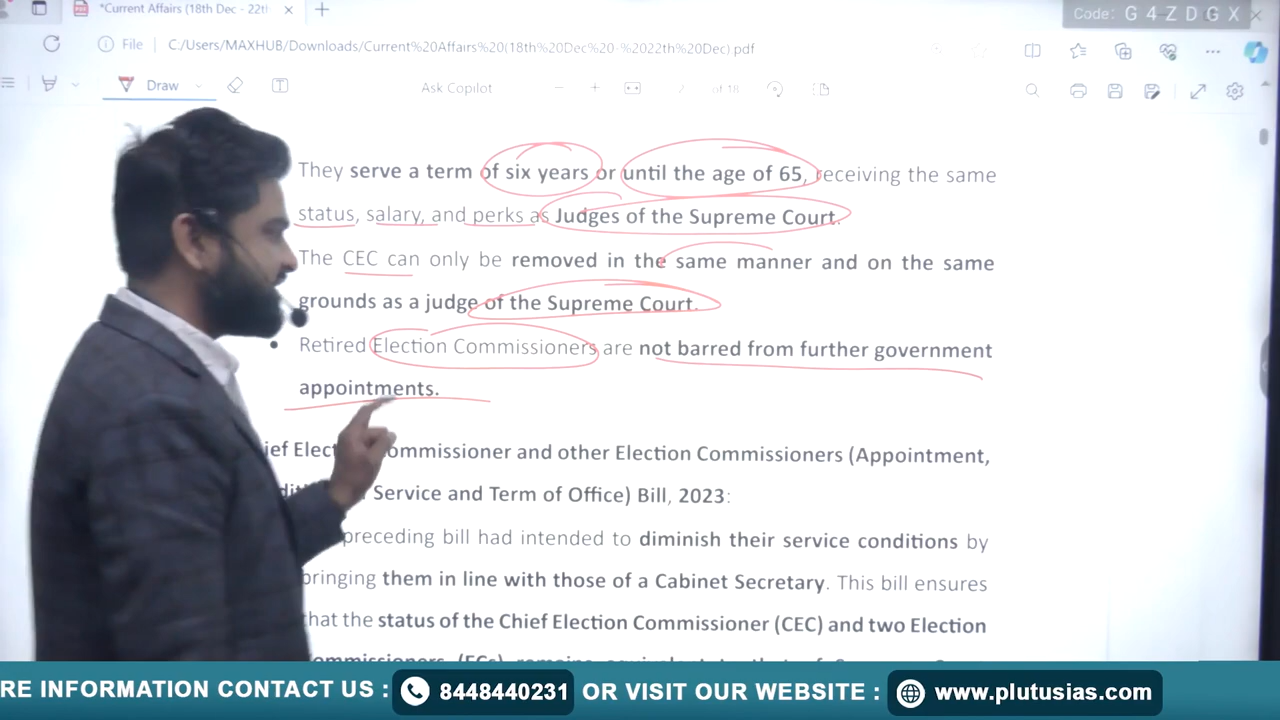 *Current Affairs (18th Dec - 22th
Code: G 4 Z D G X
File C:/Users/MAXHUB/Downloads/Current%20Affairs%20(18th%20Dec%20-%2022th%20Dec).pdf
Draw
Ask Copilot
of 18
They serve a term of six years or until the age of 65, receiving the same
status, salary, and perks as Judges of the Supreme Court.
The CEC can only be removed in the same manner and on the same
grounds as a judge of the Supreme Court.
• Retired Election Commissioners are not barred from further government
appointments.
ommissioner and other Election Commissioners (Appointment,
Service and Term of Office) Bill, 2023:
preceding bill had intended to diminish their service conditions by
bringing them in line with those of a Cabinet Secretary. This bill ensures
that the status of the Chief Election Commissioner (CEC) and two Election
RE INFORMATION CONTACT US : 8448440231 OR VISIT OUR WEBSITE : www.plutusias.com